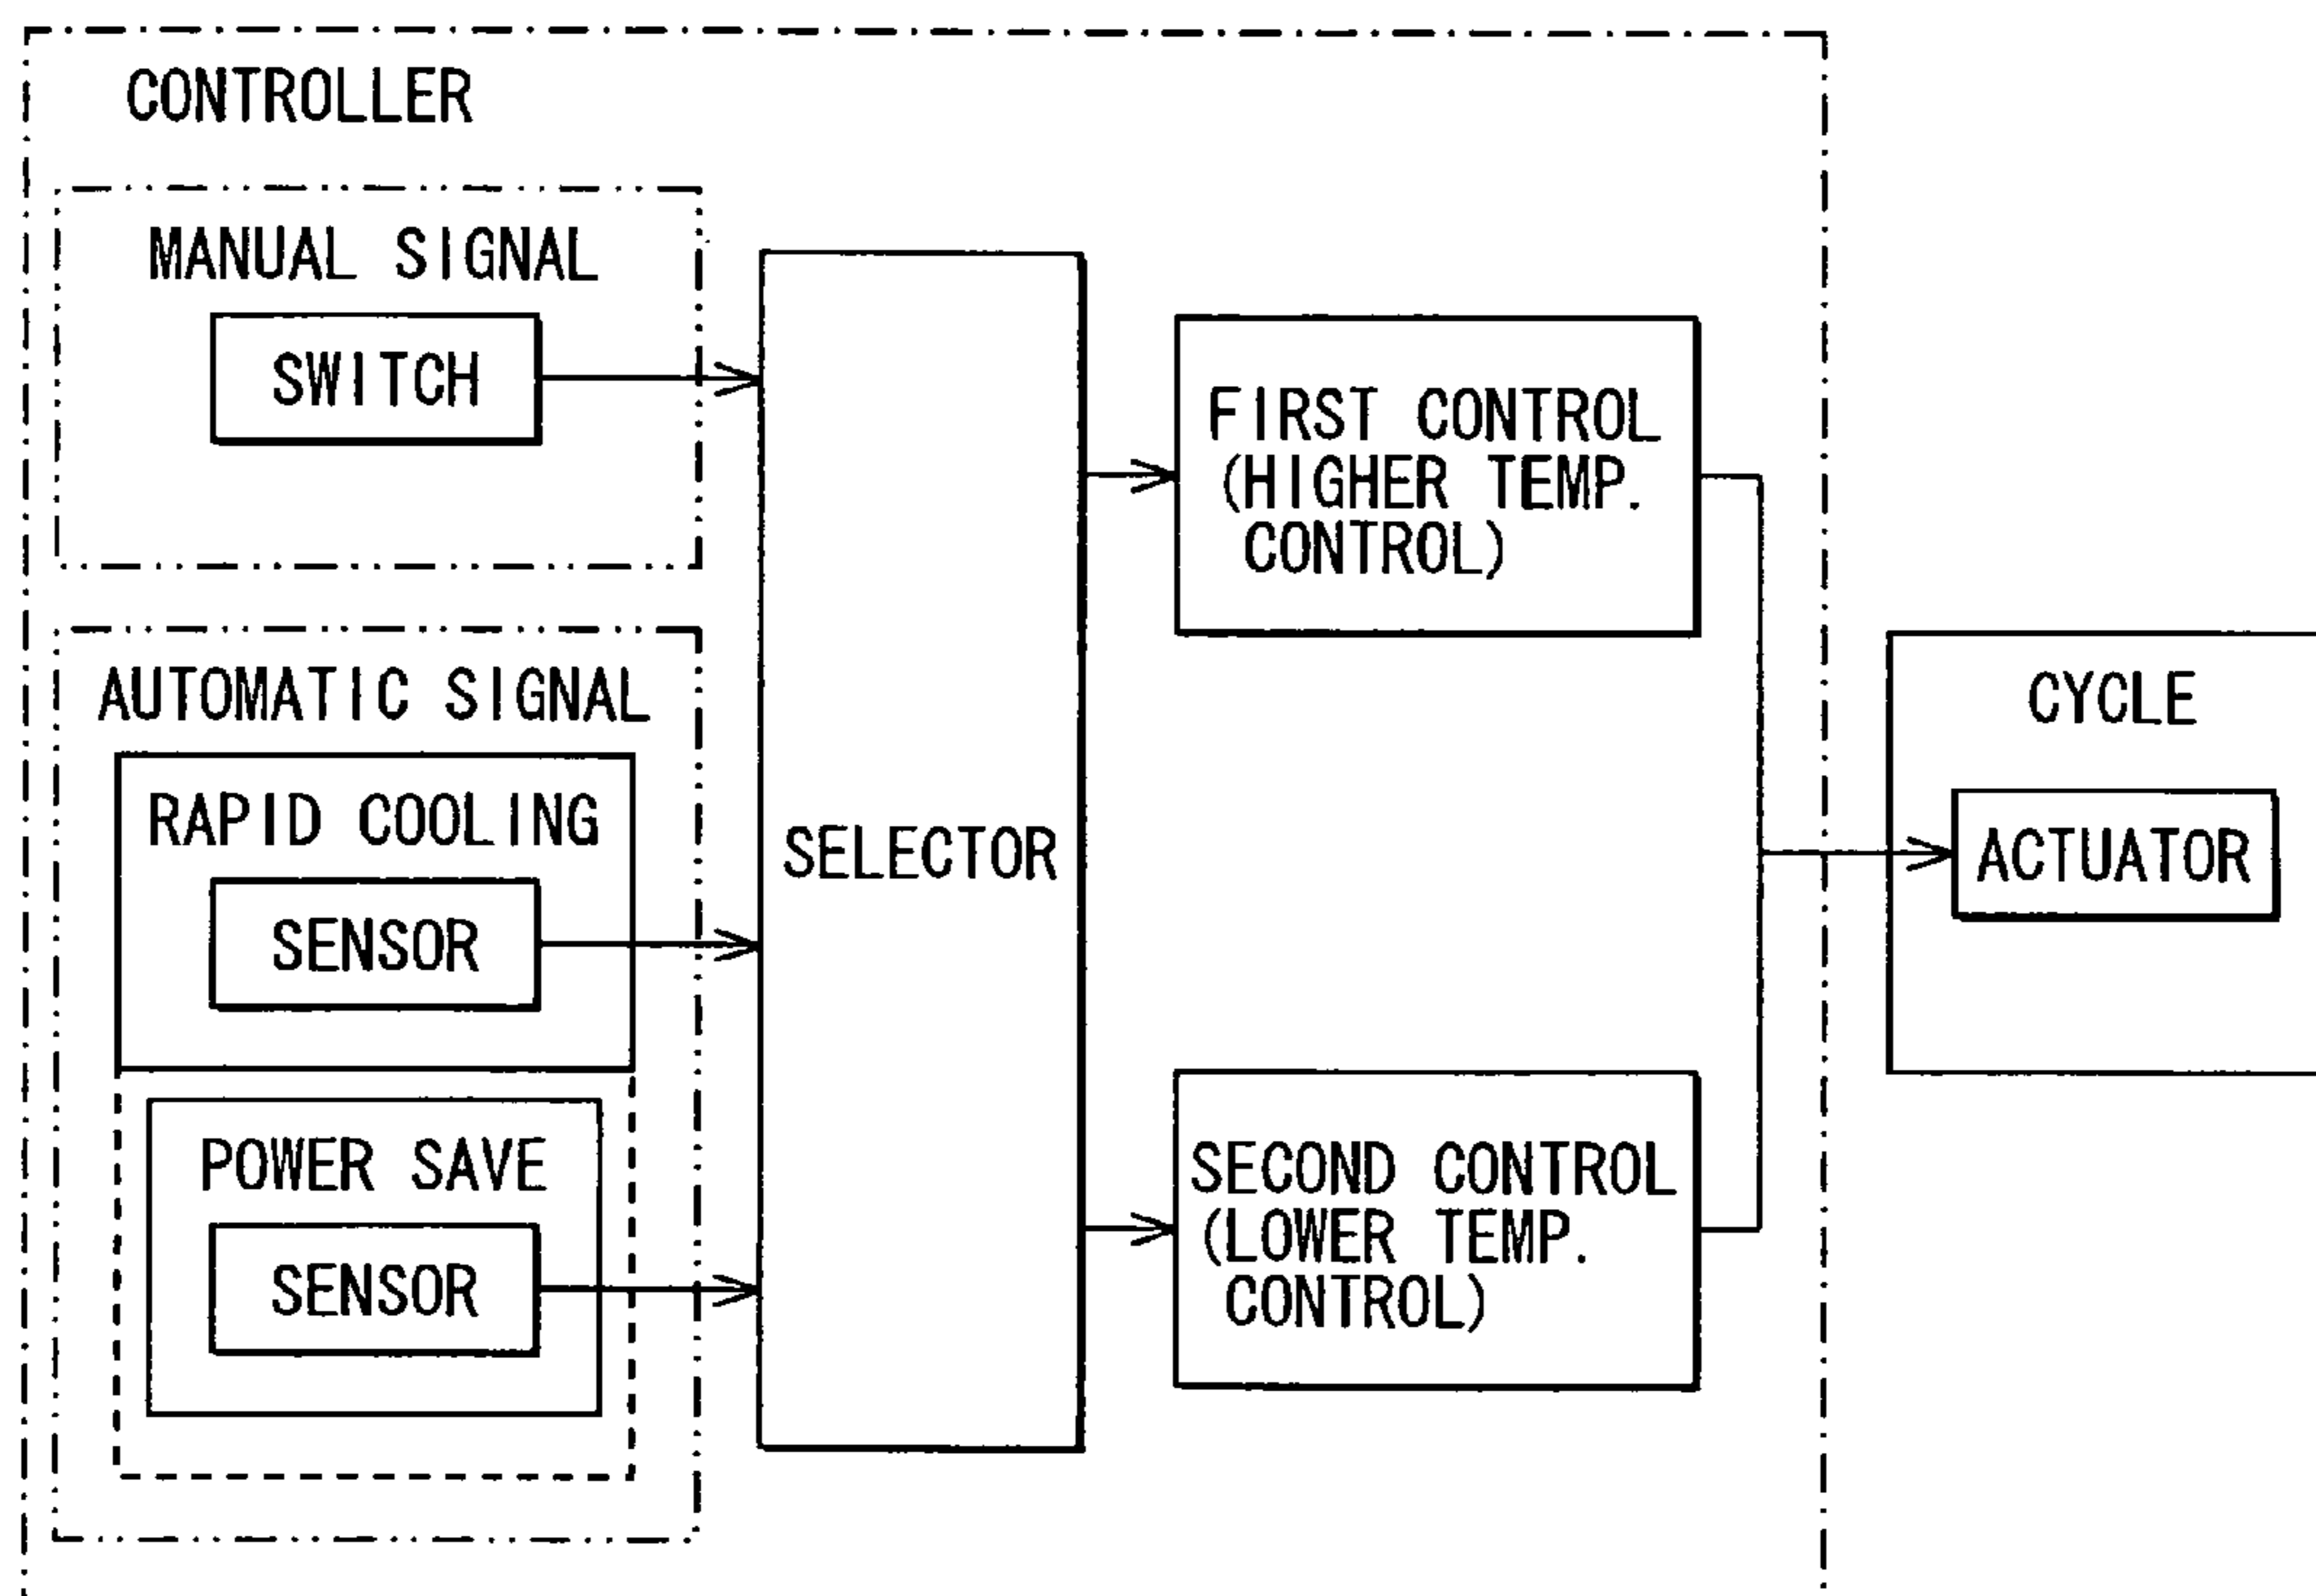 CONTROLLER
MANUAL SIGNAL
SWITCH
AUTOMATIC SIGNAL
RAPID COOLING
SENSOR
POWER SAVE
SENSOR
SELECTOR
FIRST CONTROL
(HIGHER TEMP.
CONTROL)
SECOND CONTROL
(LOWER TEMP.
CONTROL)
CYCLE
ACTUATOR